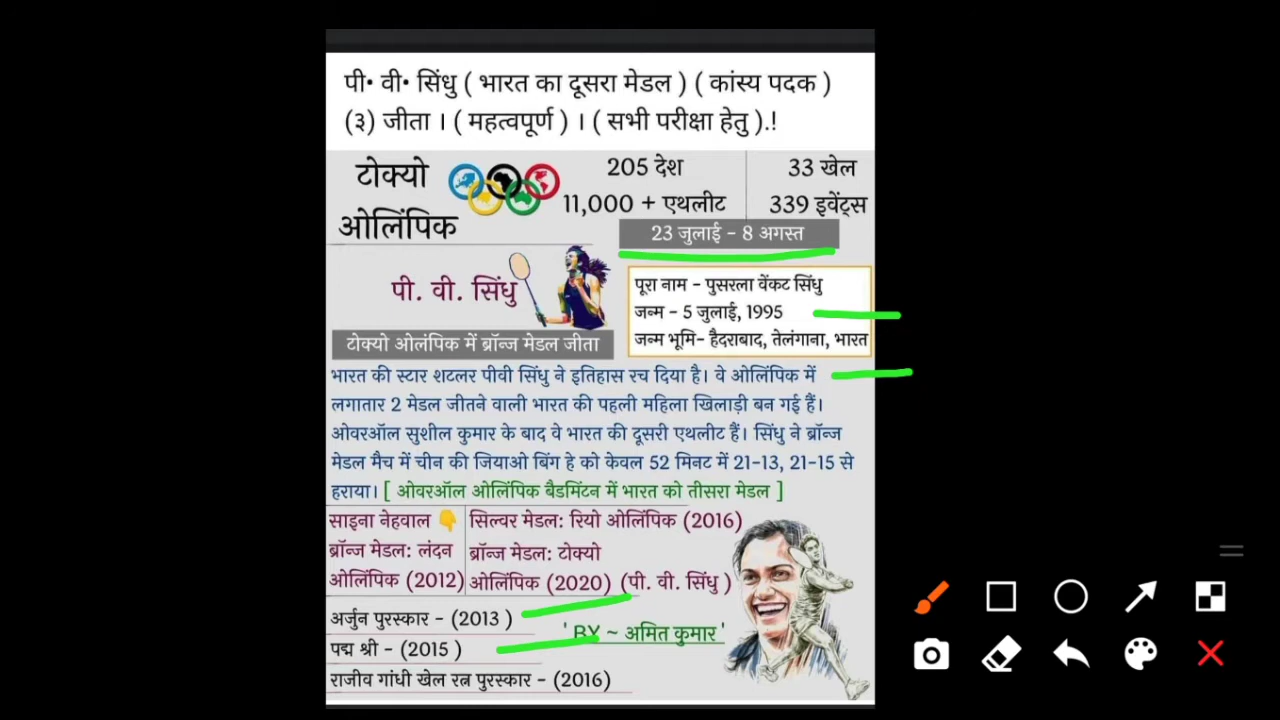 पी• वी• सिंधु ( भारत का दूसरा मेडल ) ( कांस्य पदक )
(३) जीता । ( महत्वपूर्ण ) । ( सभी परीक्षा हेतु ).!
टोक्यो
ओलिंपिक
205 देश
11,000 + एथलीट
33 खेल
339 इवेंट्स
23 जुलाई - 8 अगस्त
पी. वी. सिंधु
टोक्यो ओलंपिक में ब्रॉन्ज मेडल जीता
पूरा नाम - पुसरला वेंकट सिंधु
जन्म - 5 जुलाई, 1995
जन्म भूमि- हैदराबाद, तेलंगाना, भारत
भारत की स्टार शटलर पीवी सिंधु ने इतिहास रच दिया है। वे ओलिंपिक में
लगातार 2 मेडल जीतने वाली भारत की पहली महिला खिलाड़ी बन गई हैं।
ओवरऑल सुशील कुमार के बाद वे भारत की दूसरी एथलीट हैं। सिंधु ने ब्रॉन्ज
मेडल मैच में चीन की जियाओ बिंग हे को केवल 52 मिनट में 21-13, 21-15 से
हराया। [ ओवरऑल ओलिंपिक बैडमिंटन में भारत को तीसरा मेडल ]
साइना नेहवाल 👇
ब्रॉन्ज मेडल: लंदन
ओलिंपिक (2012)
सिल्वर मेडल: रियो ओलिंपिक (2016)
ब्रॉन्ज मेडल: टोक्यो
ओलिंपिक (2020) (पी. वी. सिंधु )
अर्जुन पुरस्कार - (2013 )
पद्म श्री - (2015 )
राजीव गांधी खेल रत्न पुरस्कार - (2016)
' BY ~ अमित कुमार '